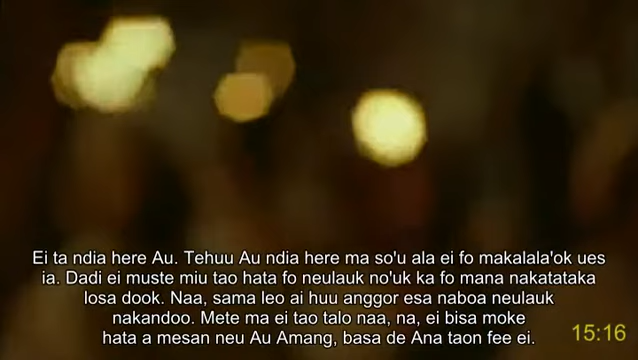 Ei ta ndia here Au. Tehuu Au ndia here ma so'u ala ei fo makalala'ok ues
ia. Dadi ei muste miu tao hata fo neulauk no'uk ka fo mana nakatataka
losa dook. Naa, sama leo ai huu anggor esa naboa neulauk
nakandoo. Mete ma ei tao talo naa, na, ei bisa moke
hata a mesan neu Au Amang, basa de Ana taon fee ei.
15:16